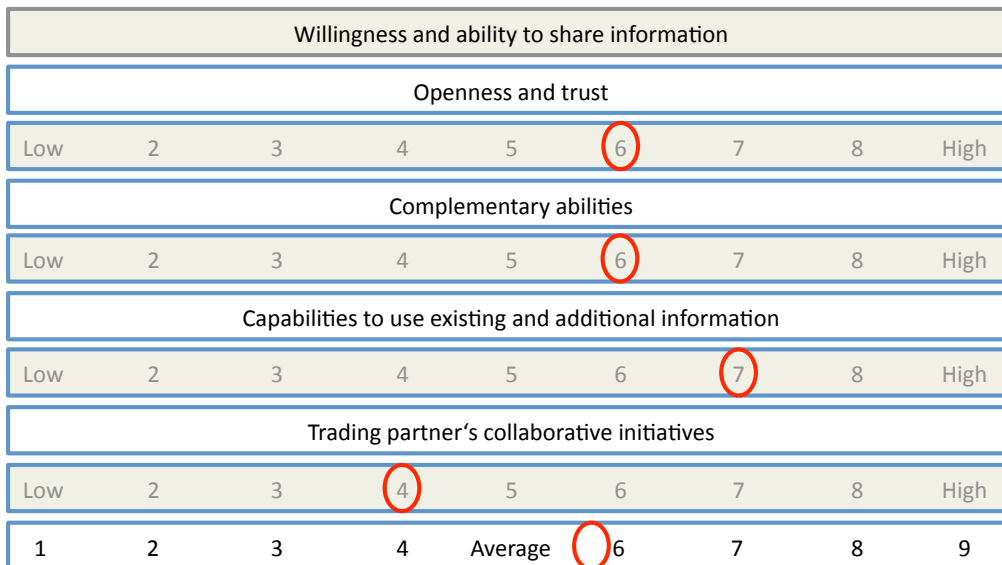 Willingness and ability to share information
Openness and trust
Low 2 3 4 5 6 7 8 High
Complementary abilities
Low 2 3 4 5 6 7 8 High
Capabilities to use existing and additional information
Low 2 3 4 5 6 7 8 High
Trading partner‘s collaborative initiatives
Low 2 3 4 5 6 7 8 High
1 2 3 4 Average 6 7 8 9